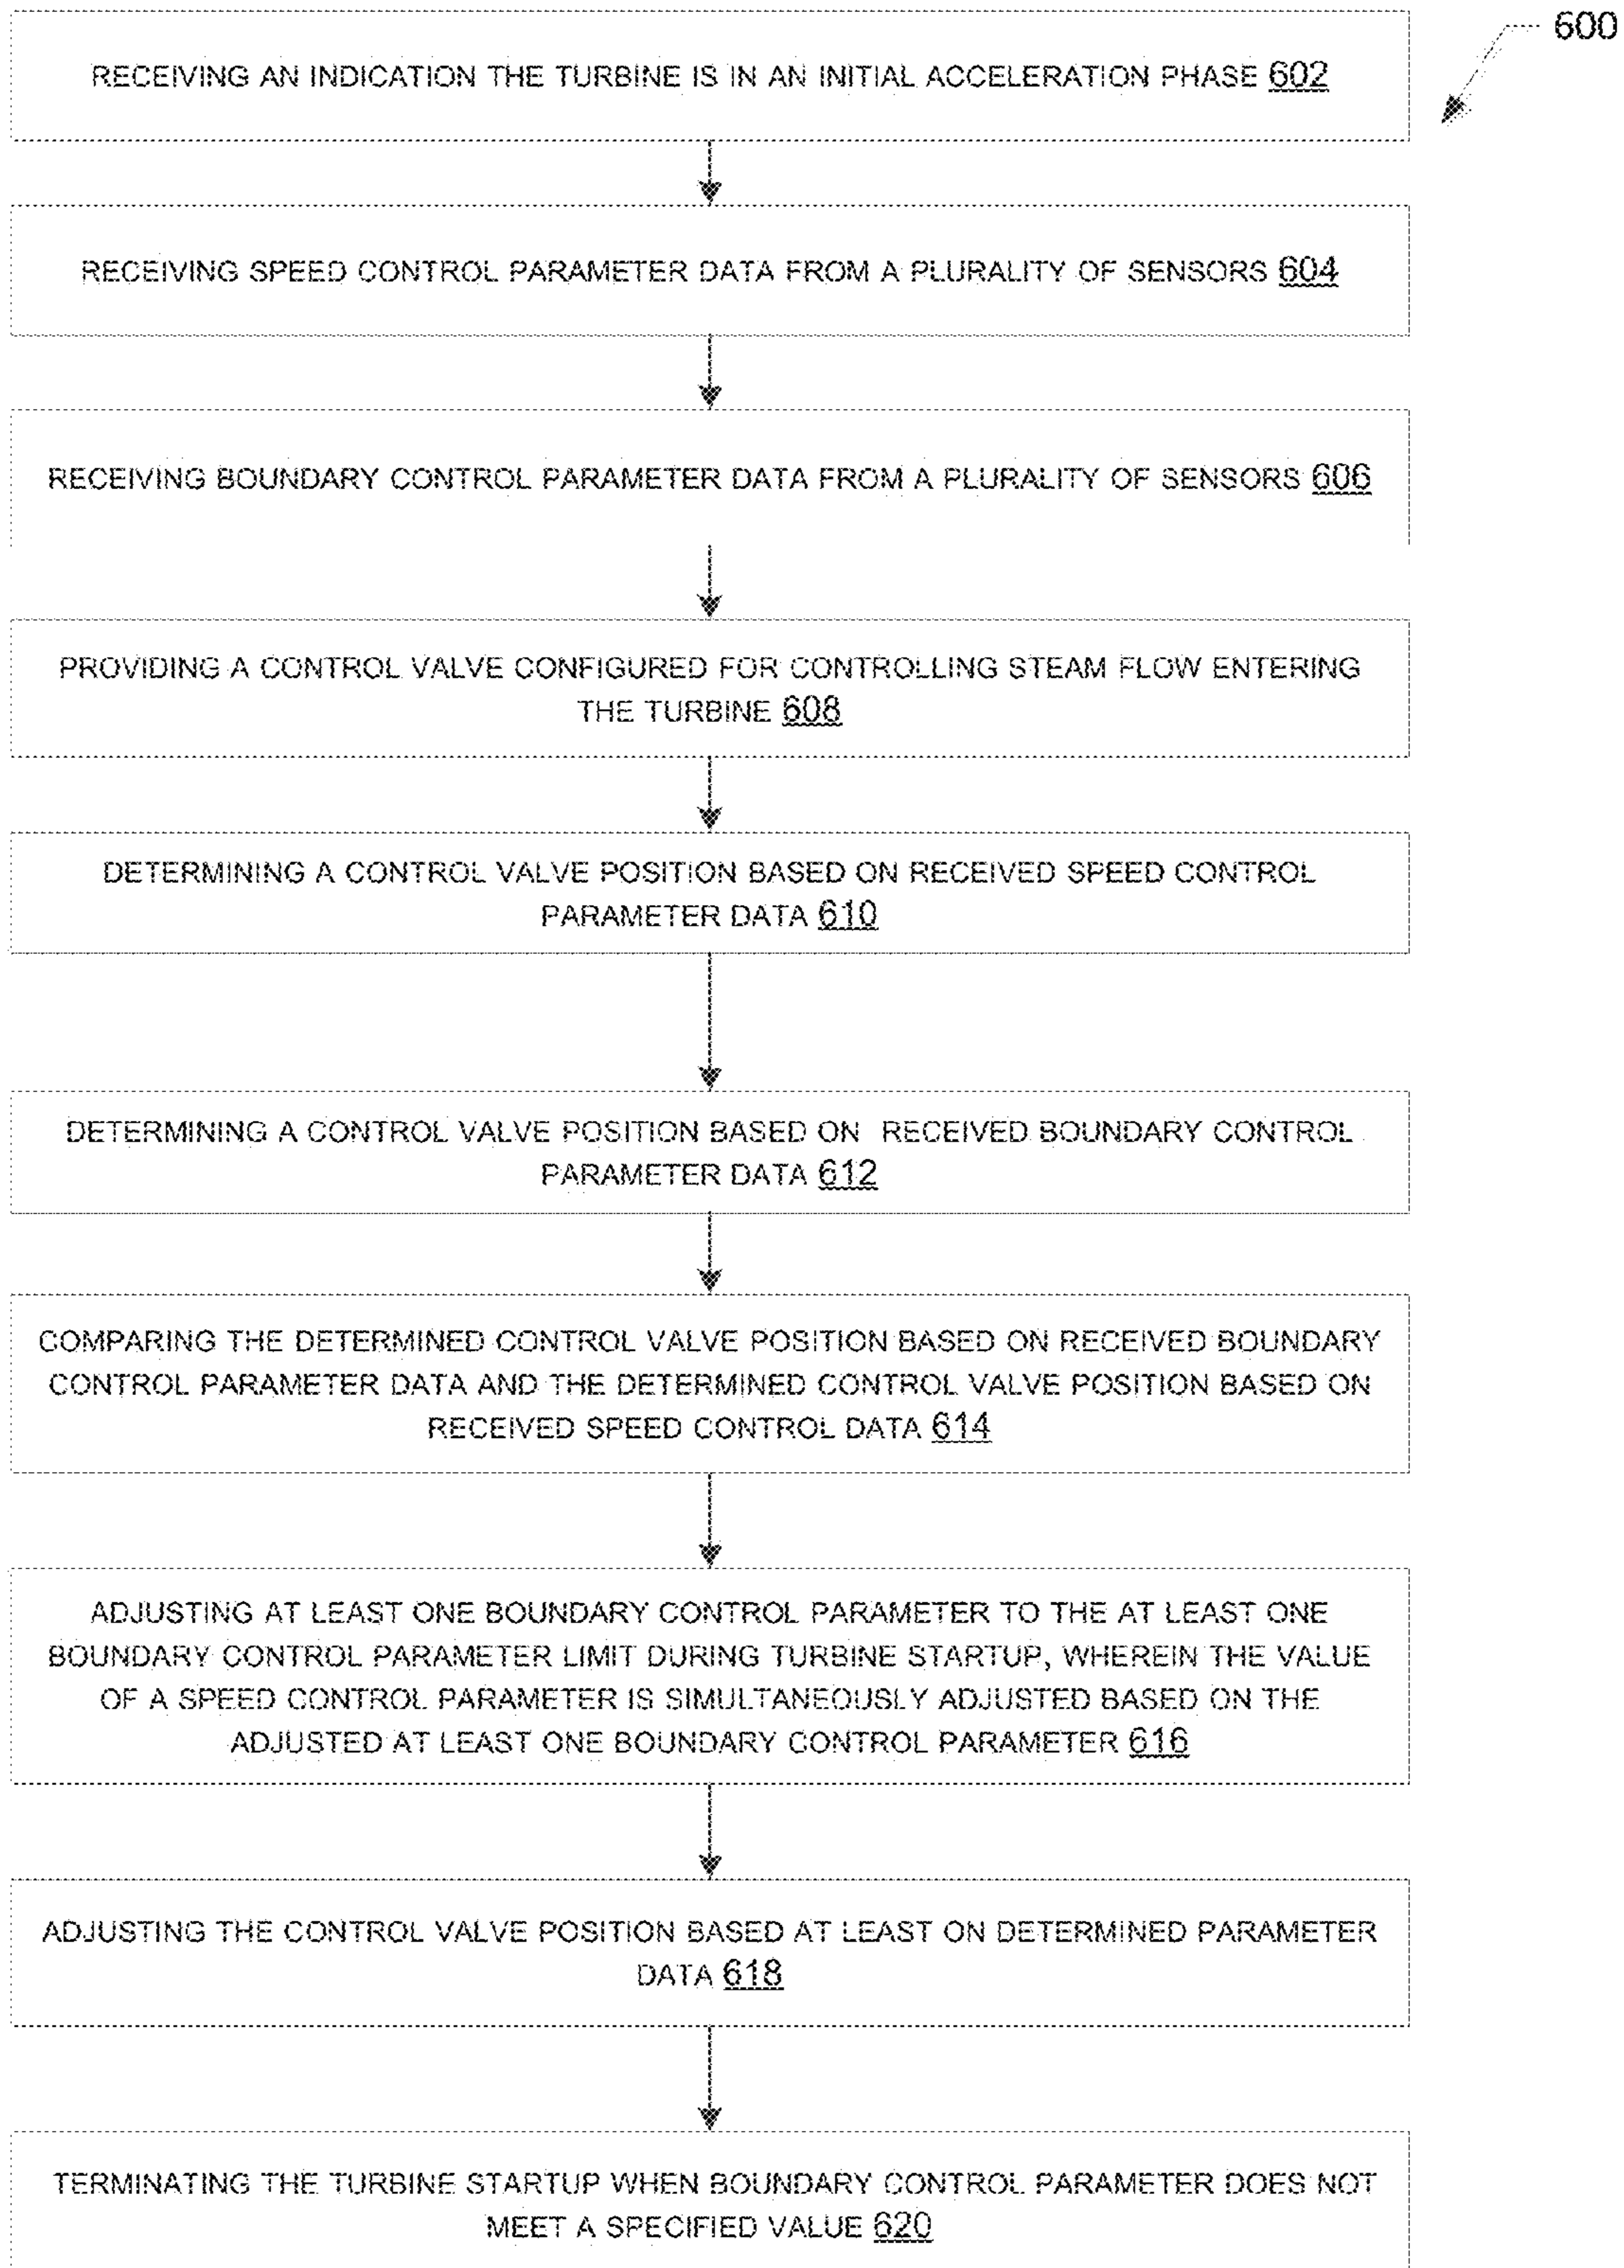 600
RECEIVING AN INDICATION THE TURBINE IS IN AN INITIAL ACCELERATION PHASE 602
RECEIVING SPEED CONTROL PARAMETER DATA FROM A PLURALITY OF SENSORS 604
RECEIVING BOUNDARY CONTROL PARAMETER DATA FROM A PLURALITY OF SENSORS 606
PROVIDING A CONTROL VALVE CONFIGURED FOR CONTROLLING STEAM FLOW ENTERING
THE TURBINE 608
DETERMINING A CONTROL VALVE POSITION BASED ON RECEIVED SPEED CONTROL
PARAMETER DATA 610
DETERMINING A CONTROL VALVE POSITION BASED ON RECEIVED BOUNDARY CONTROL
PARAMETER DATA 612
COMPARING THE DETERMINED CONTROL VALVE POSITION BASED ON RECEIVED BOUNDARY
CONTROL PARAMETER DATA AND THE DETERMINED CONTROL VALVE POSITION BASED ON
RECEIVED SPEED CONTROL DATA 614
ADJUSTING AT LEAST ONE BOUNDARY CONTROL PARAMETER TO THE AT LEAST ONE
BOUNDARY CONTROL PARAMETER LIMIT DURING TURBINE STARTUP, WHEREIN THE VALUE
OF A SPEED CONTROL PARAMETER IS SIMULTANEOUSLY ADJUSTED BASED ON THE
ADJUSTED AT LEAST ONE BOUNDARY CONTROL PARAMETER 616
ADJUSTING THE CONTROL VALVE POSITION BASED AT LEAST ON DETERMINED PARAMETER
DATA 618
TERMINATING THE TURBINE STARTUP WHEN BOUNDARY CONTROL PARAMETER DOES NOT
MEET A SPECIFIED VALUE 620